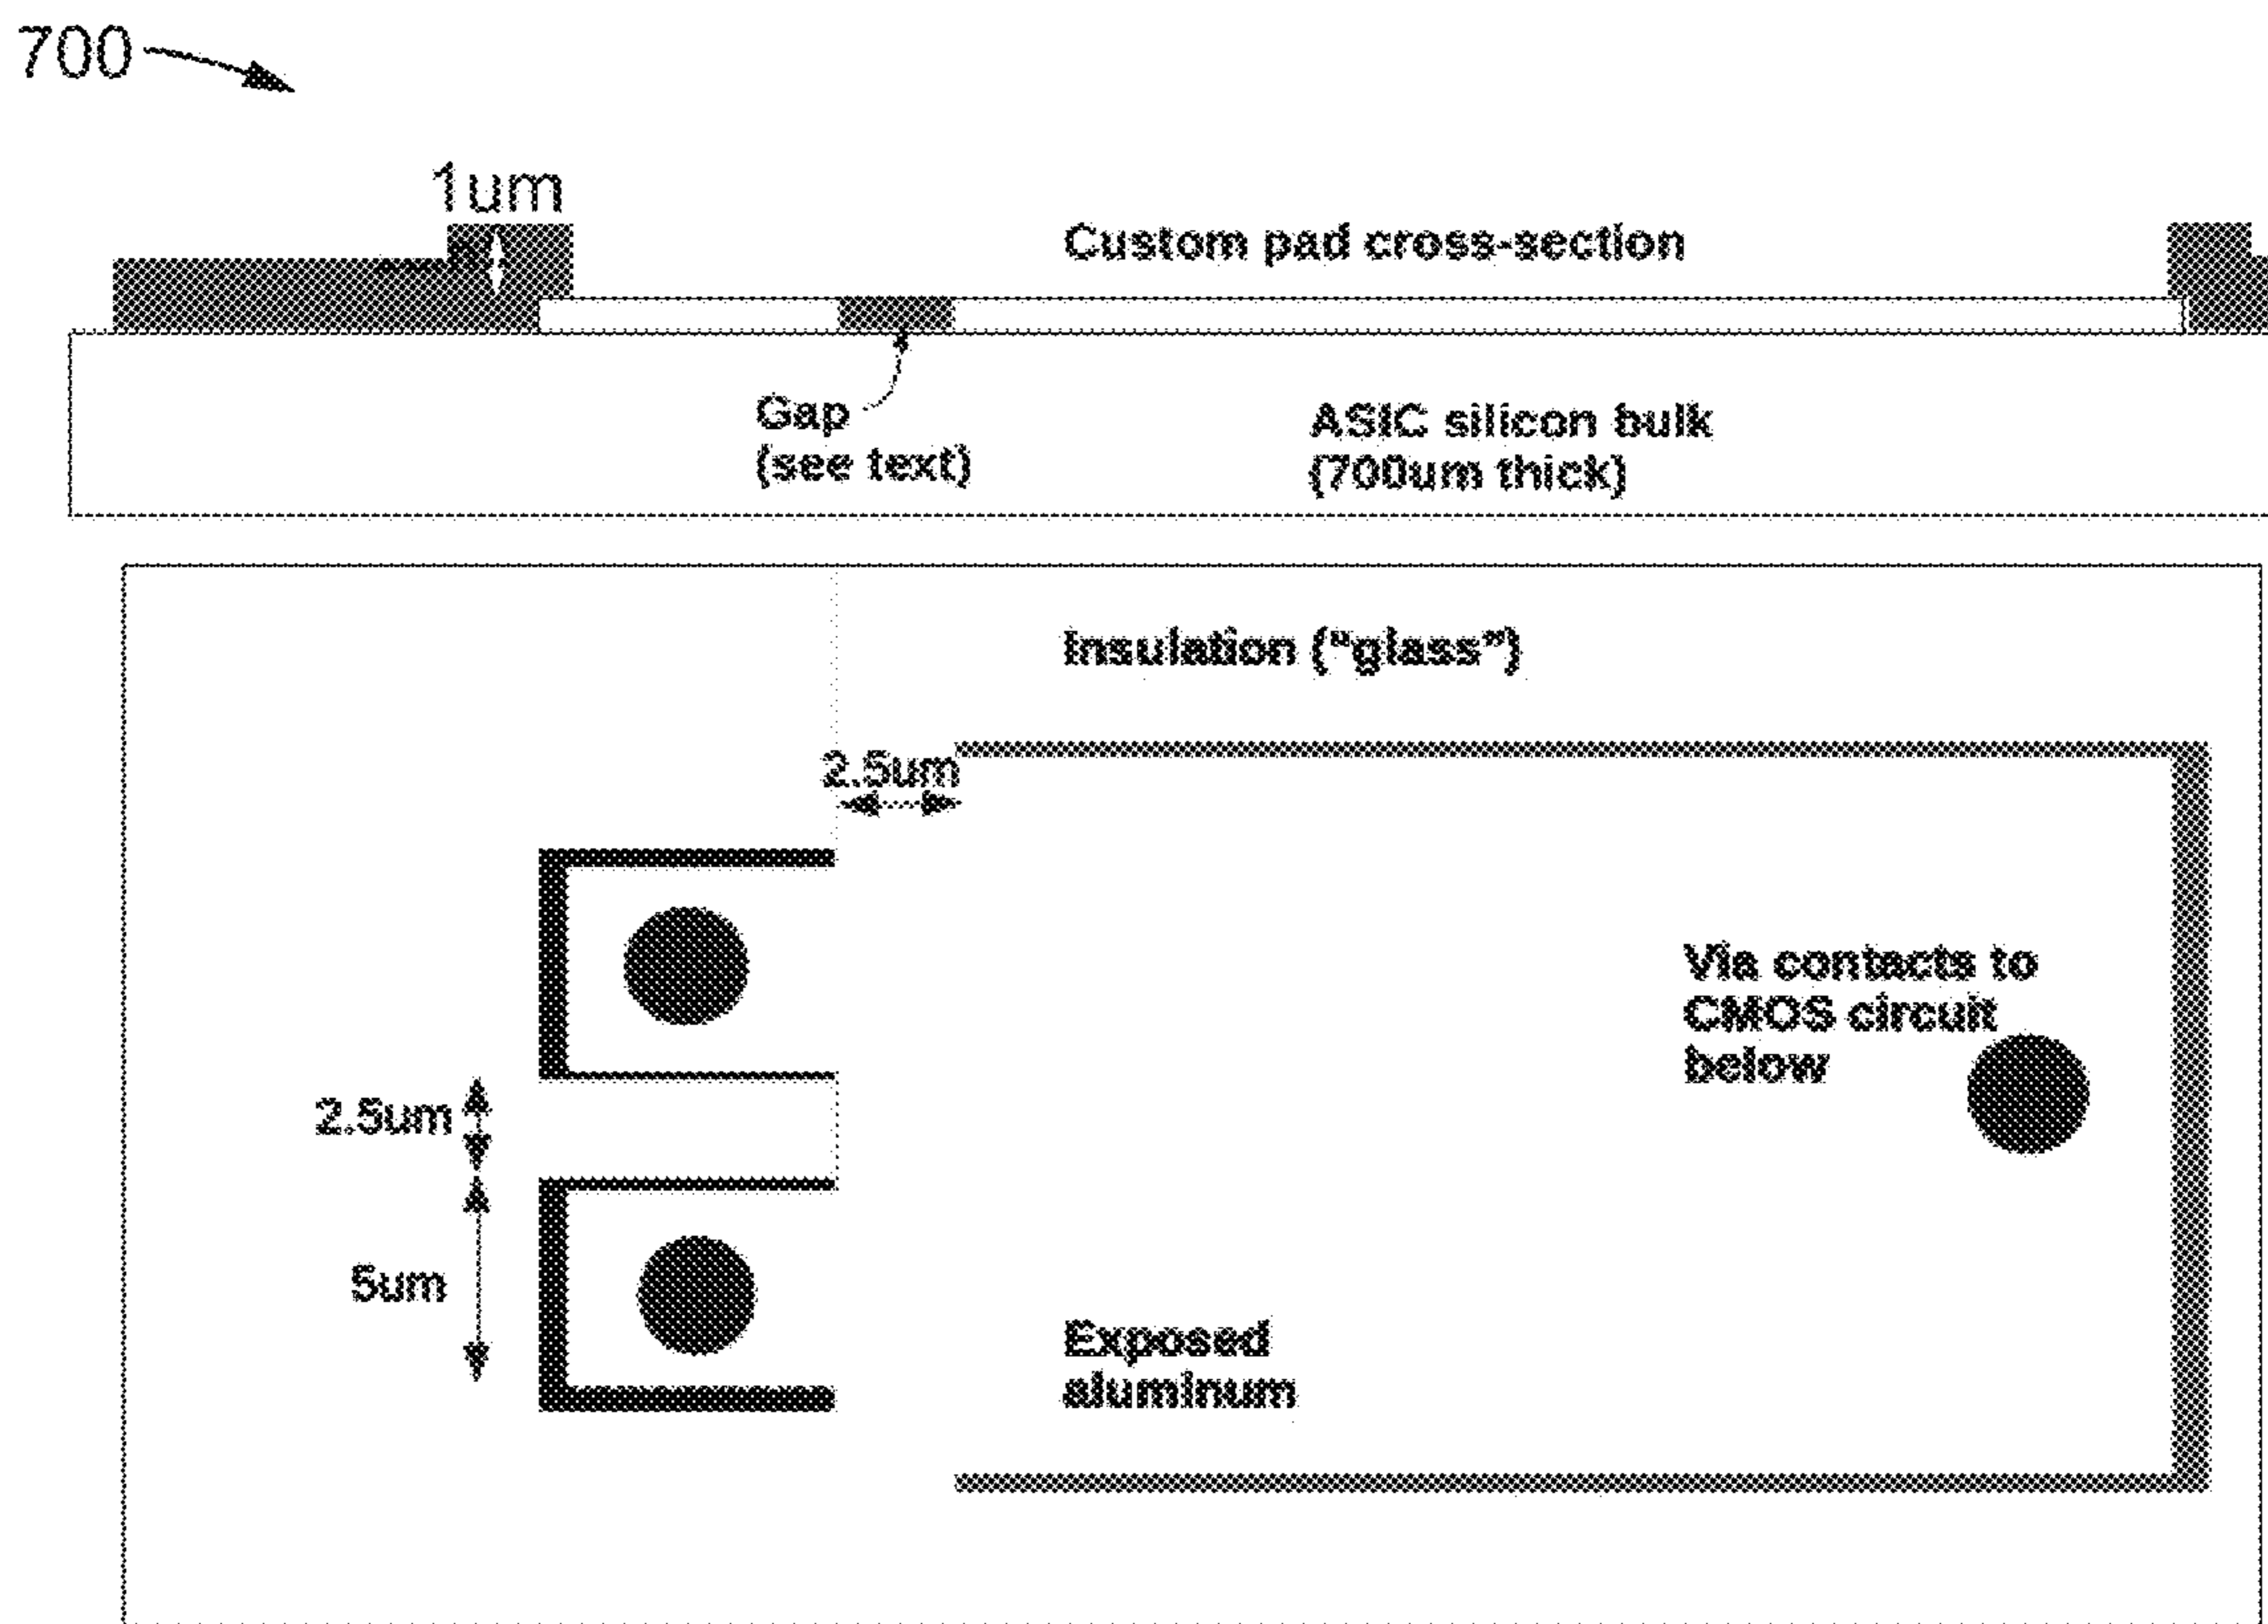 700
1um
Custom pad cross-section
Gap
(see text)
ASIC silicon bulk
(700um thick)
Insulation ("glass")
2.5um
Via contacts to
CMOS circuit
below
2.5um
5um
Exposed
aluminum